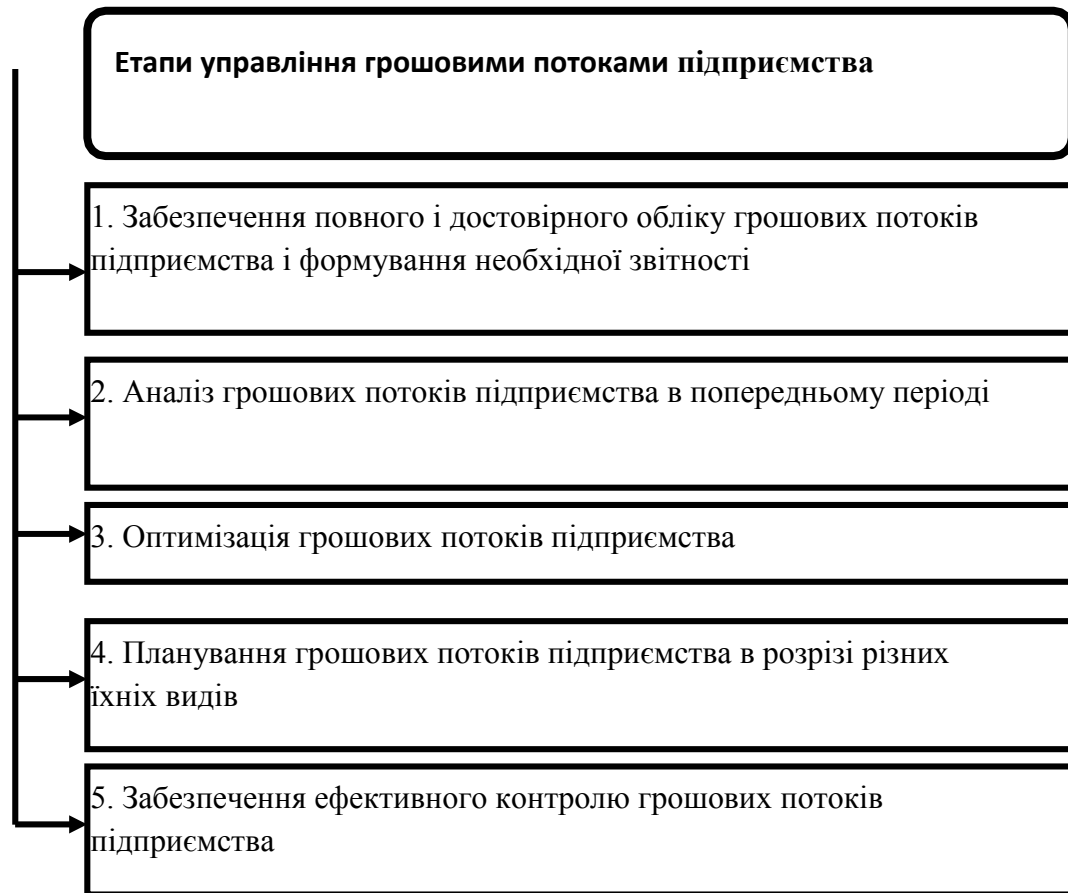 Етапи управління грошовими потоками підприємства
1. Забезпечення повного і достовірного обліку грошових потоків
підприємства і формування необхідної звітності
2. Аналіз грошових потоків підприємства в попередньому періоді
3. Оптимізація грошових потоків підприємства
4. Планування грошових потоків підприємства в розрізі різних
їхніх видів
5. Забезпечення ефективного контролю грошових потоків
підприємства